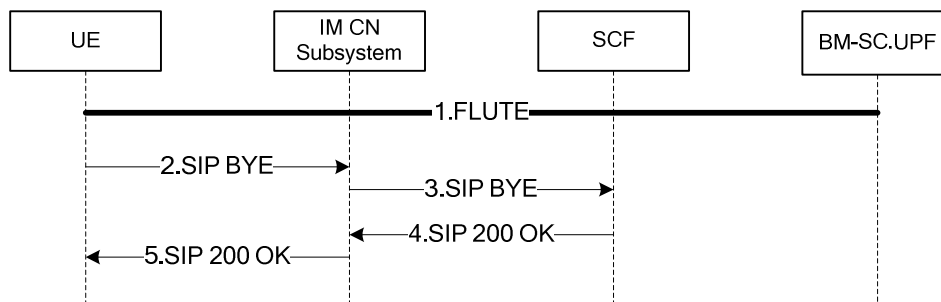 UE
IM CN
Subsystem
SCF
BM-SC.UPF
1.FLUTE
2.SIP BYE
3.SIP BYE
4.SIP 200 OK
5.SIP 200 OK